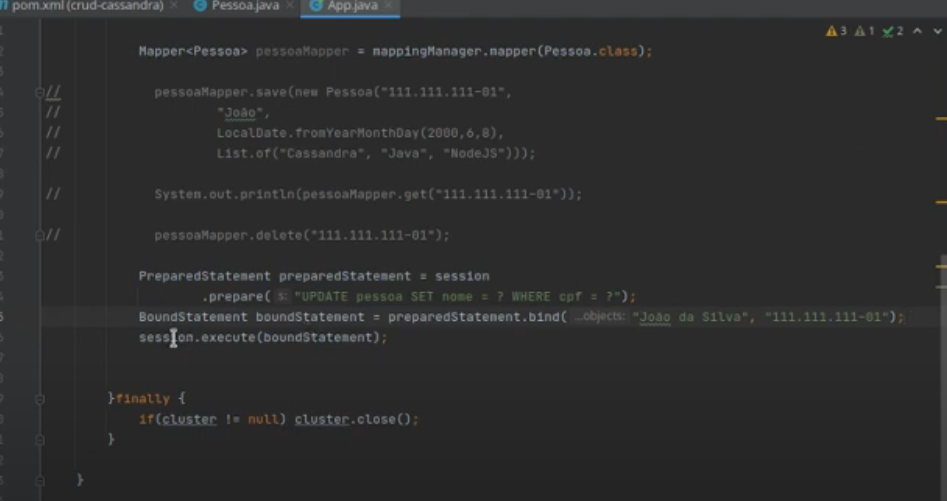 pom.xml (crud-cassandra) × Pessoa.java × App.java ×
3 1 2
Mapper<Pessoa> pessoaMapper = mappingManager.mapper(Pessoa.class);
// pessoaMapper.save(new Pessoa("111.111.111-01",
// "João",
// LocalDate.fromYearMonthDay(2000,6,8),
// List.of("Cassandra", "Java", "NodeJS")));
// System.out.println(pessoaMapper.get("111.111.111-01"));
// pessoaMapper.delete("111.111.111-01");
PreparedStatement preparedStatement = session
.prepare( s: "UPDATE pessoa SET nome = ? WHERE cpf = ?");
BoundStatement boundStatement = preparedStatement.bind( ...objects: "João da Silva", "111.111.111-01");
session.execute(boundStatement);
}finally {
if(cluster != null) cluster.close();
}
}